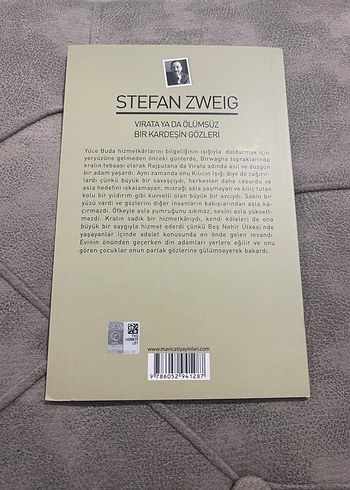 STEFAN ZWEIG
VIRATA YA DA ÖLÜMSÜZ
BİR KARDEŞİN GÖZLERİ
Yüce Buda hizmetkârlarını bilgeliğinin ışığıyla doldurmak için
yeryüzüne gelmeden önceki günlerde, Birwagha topraklarında
kralın tebaası olarak Rajputana'da Virata adında asil ve düzgün
bir adam yaşardı. Aynı zamanda onu Kılıcın Işığı diye de çağırır-
lardı çünkü büyük bir savaşçıydı, herkesten daha cesurdu ve
asla hedefini ıskalamayan, mızrağı asla şaşmayan ve kılıç tutan
kolu bir yıldırım gibi kuvvetli olan büyük bir avcıydı. Sakin bir
yüzü vardı ve gözlerini diğer insanların bakışlarından asla ka-
çırmazdı. Öfkeyle asla yumruğunu sıkmaz, sesini asla yükselt-
mezdi. Kralın sadık bir hizmetkârıydı, kendi köleleri de ona
büyük bir saygıyla hizmet ederdi çünkü Beş Nehir Ülkesi'nde
yaşayanlar içinde adalet konusunda en önde gelen insandı.
Evinin önünden geçerken din adamları yerlere eğilir ve onu
gören çocuklar onun parlak gözlerine gülümseyerek bakardı.
www.mavicatiyayinlari.com
9 786052 941287